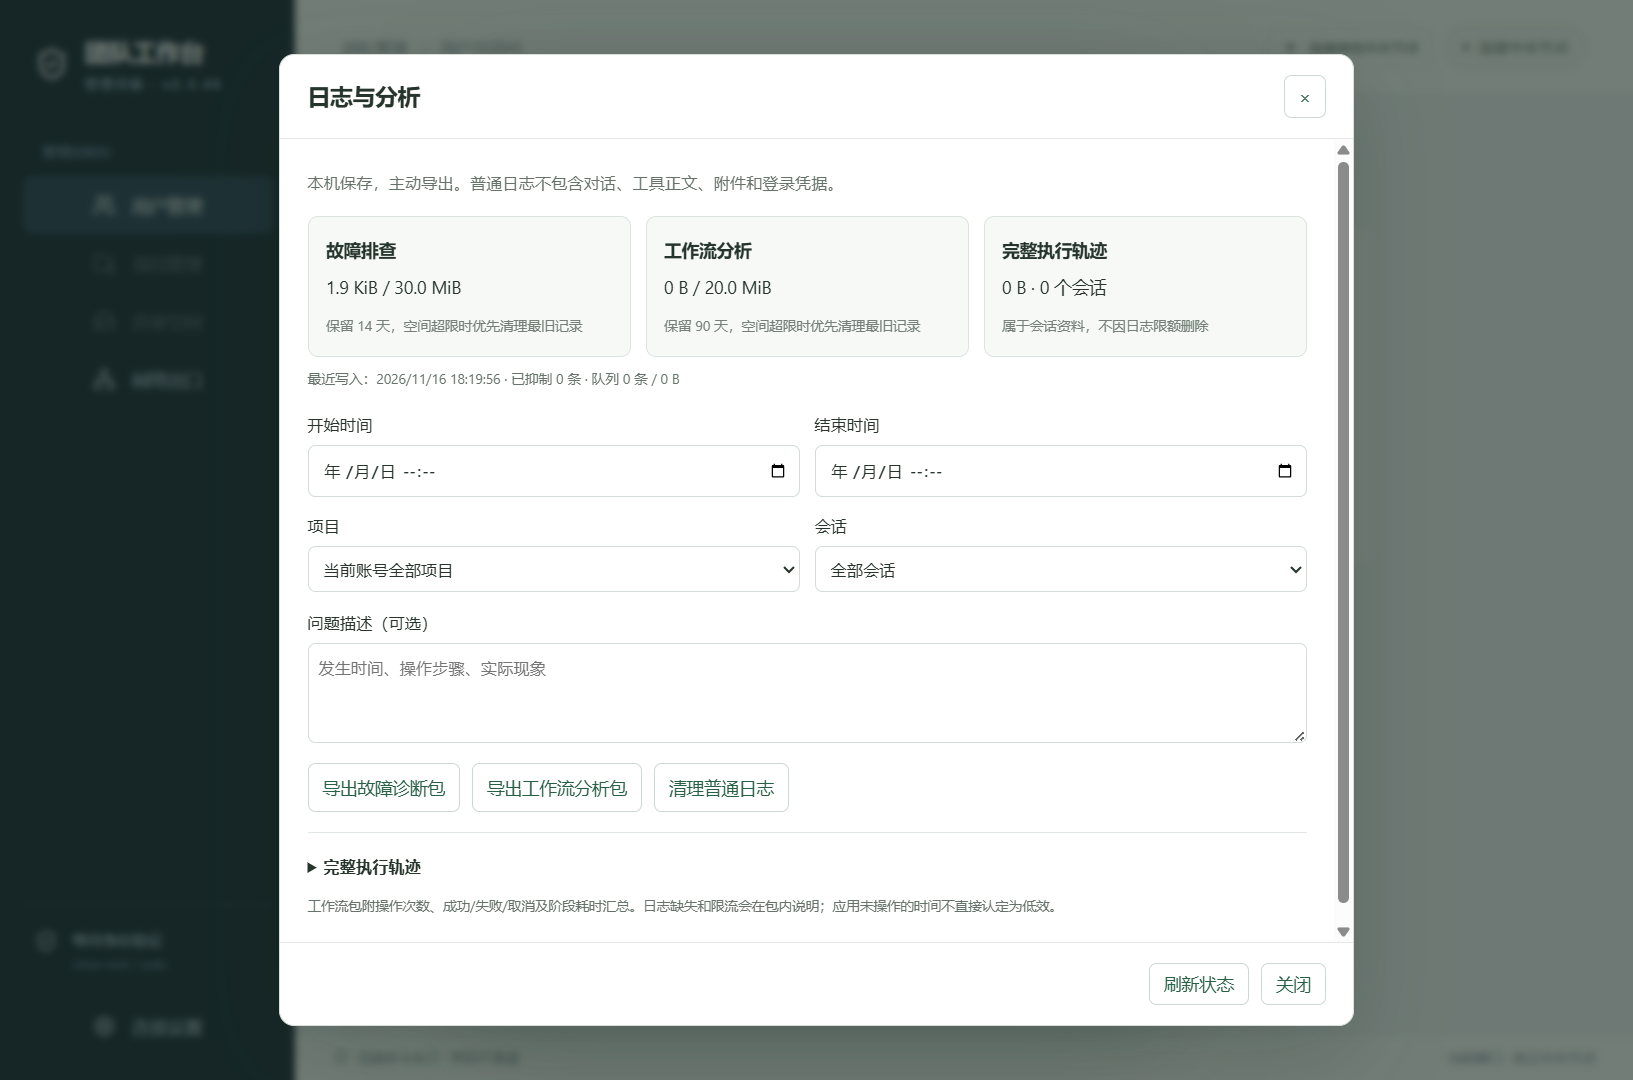 团队工作台
日志与分析
×
本机保存，主动导出。普通日志不包含对话、工具正文、附件和登录凭据。
故障排查
1.9 KiB / 30.0 MiB
保留 14 天，空间超限时优先清理最旧记录
工作流分析
0 B / 20.0 MiB
保留 90 天，空间超限时优先清理最旧记录
完整执行轨迹
0 B · 0 个会话
属于会话资料，不因日志限额删除
最近写入：2026/11/16 18:19:56 · 已抑制 0 条 · 队列 0 条 / 0 B
开始时间
结束时间
年 /月/日 --:--
年 /月/日 --:--
项目
会话
当前账号全部项目
全部会话
问题描述（可选）
发生时间、操作步骤、实际现象
导出故障诊断包
导出工作流分析包
清理普通日志
完整执行轨迹
工作流包附操作次数、成功/失败/取消及阶段耗时汇总。日志缺失和限流会在包内说明；应用未操作的时间不直接认定为低效。
刷新状态
关闭